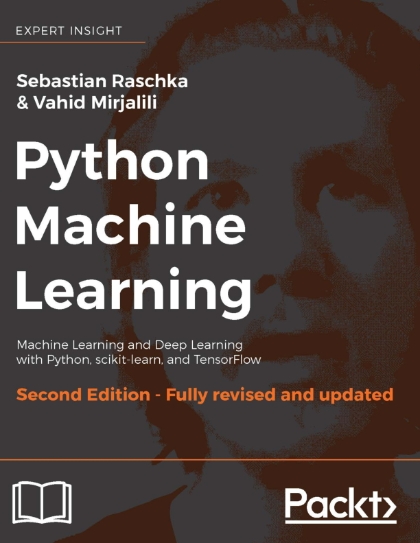 EXPERT INSIGHT
Sebastian Raschka
& Vahid Mirjalili
Python
Machine
Learning
Machine Learning and Deep Learning
with Python, scikit-learn, and TensorFlow
Second Edition - Fully revised and updated
Packt>